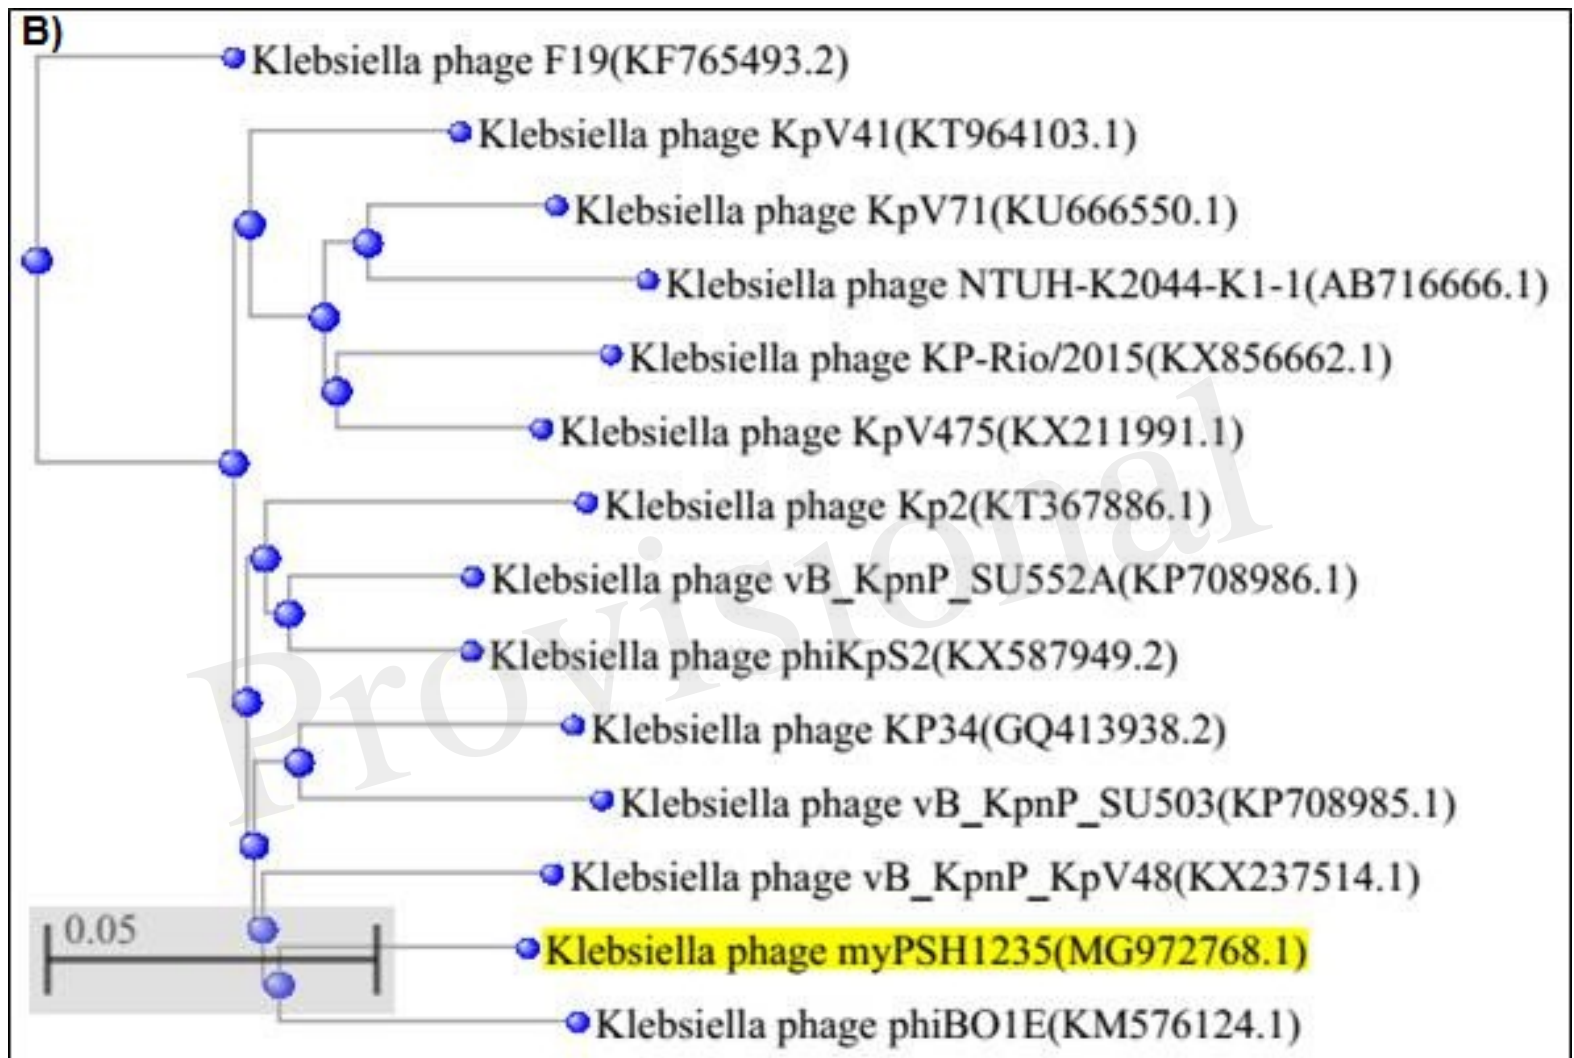 B)
Klebsiella phage F19(KF765493.2)
Klebsiella phage KpV41(KT964103.1)
Klebsiella phage KpV71(KU666550.1)
Klebsiella phage NTUH-K2044-K1-1(AB716666.1)
Klebsiella phage KP-Rio/2015(KX856662.1)
Klebsiella phage KpV475(KX211991.1)
Klebsiella phage Kp2(KT367886.1)
Klebsiella phage vB_KpnP_SU552A(KP708986.1)
Klebsiella phage phiKpS2(KX587949.2)
Klebsiella phage KP34(GQ413938.2)
Klebsiella phage vB_KpnP_SU503(KP708985.1)
Klebsiella phage vB_KpnP_KpV48(KX237514.1)
0.05
Klebsiella phage myPSH1235(MG972768.1)
Klebsiella phage phiBO1E(KM576124.1)
Provisional